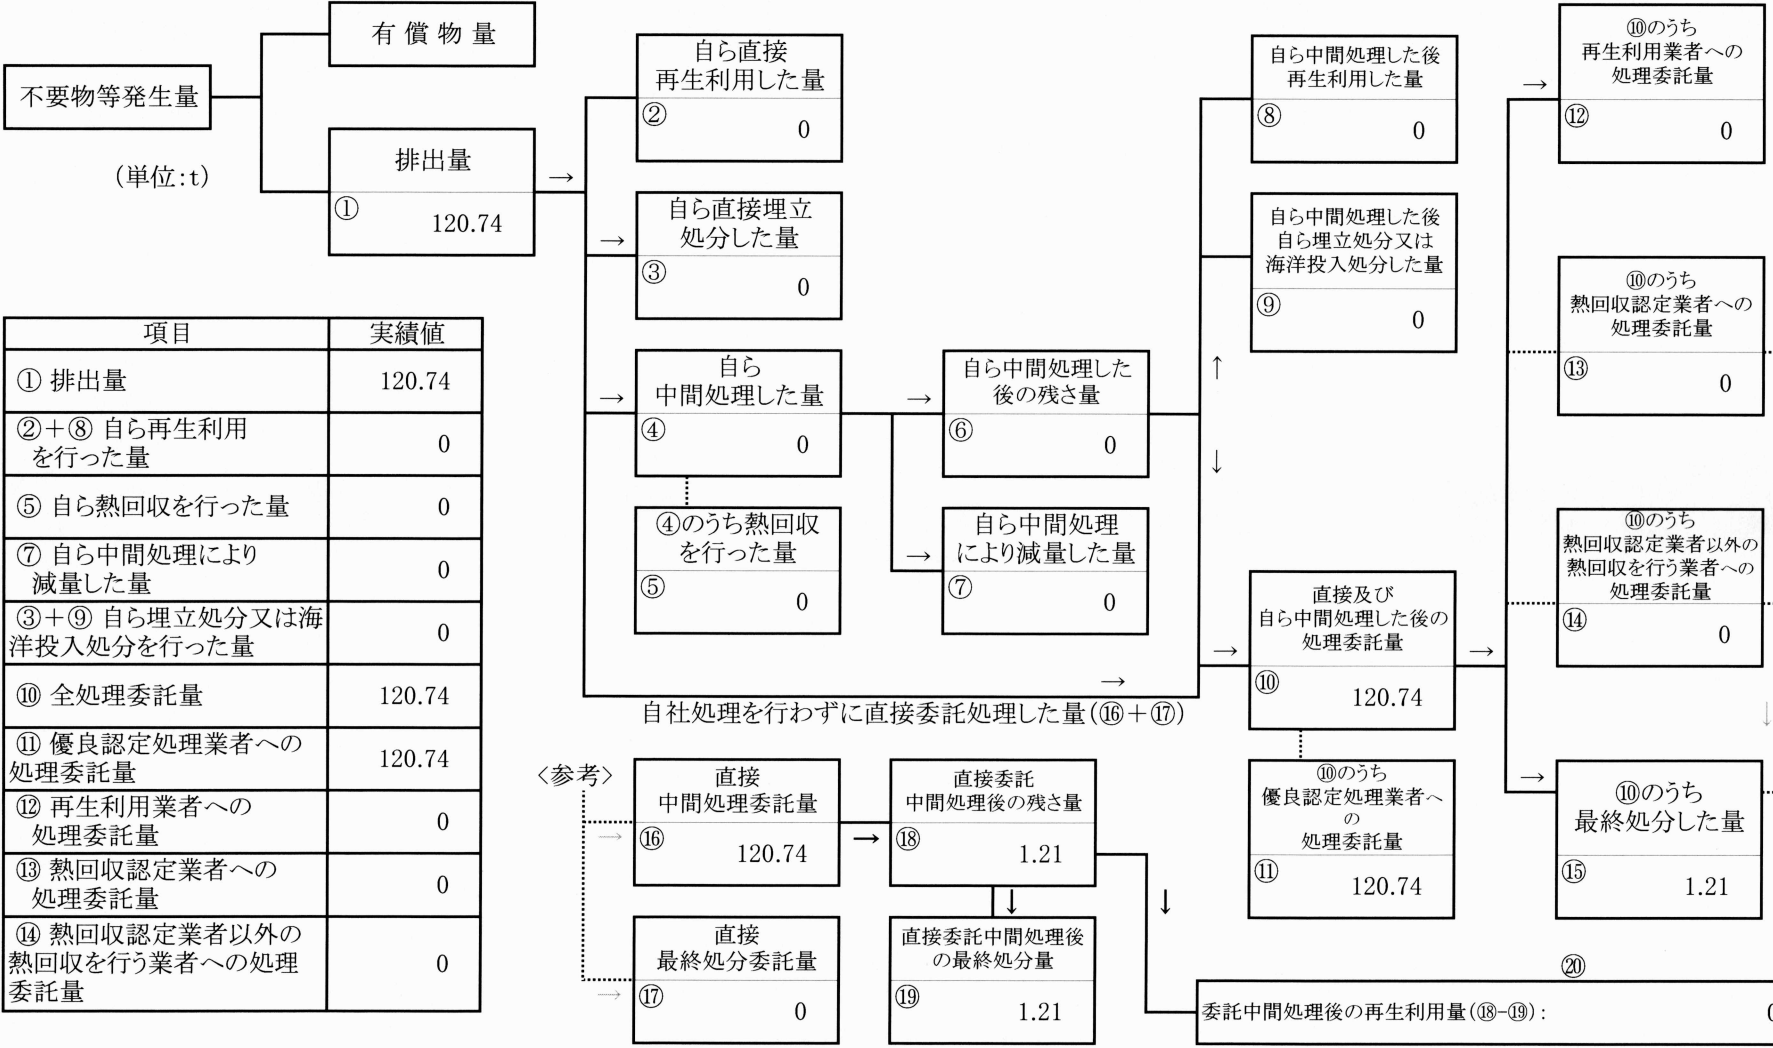 不要物等発生量
有償物量
(単位:t)
排出量
①
120.74
→
自ら直接
再生利用した量
②
0
→
自ら直接埋立
処分した量
③
0
→
自ら
中間処理した量
④
0
④のうち熱回収
を行った量
⑤
0
→
自ら中間処理した
後の残さ量
⑥
0
→
自ら中間処理
により減量した量
⑦
0
↑
↓
自ら中間処理した後
再生利用した量
⑧
0
自ら中間処理した後
自ら埋立処分又は
海洋投入処分した量
⑨
0
→
自社処理を行わずに直接委託処理した量(⑯+⑰)
→
直接及び
自ら中間処理した後の
処理委託量
⑩
120.74
⑩のうち
優良認定処理業者へ
の
処理委託量
⑪
120.74
→
→
⑩のうち
再生利用業者への
処理委託量
⑫
0
⑩のうち
熱回収認定業者への
処理委託量
⑬
0
⑩のうち
熱回収認定業者以外の
熱回収を行う業者への
処理委託量
⑭
0
↓
→
⑩のうち
最終処分した量
⑮
1.21
項目 実績値
① 排出量 120.74
②+⑧ 自ら再生利用
を行った量 0
⑤ 自ら熱回収を行った量 0
⑦ 自ら中間処理により
減量した量 0
③+⑨ 自ら埋立処分又は海
洋投入処分を行った量 0
⑩ 全処理委託量 120.74
⑪ 優良認定処理業者への
処理委託量 120.74
⑫ 再生利用業者への
処理委託量 0
⑬ 熱回収認定業者への
処理委託量 0
⑭ 熱回収認定業者以外の
熱回収を行う業者への処理
委託量 0
〈参考〉
→
直接
中間処理委託量
⑯
120.74
→
直接
最終処分委託量
⑰
0
→
直接委託
中間処理後の残さ量
⑱
1.21
↓
直接委託中間処理後
の最終処分量
⑲
1.21
↓
⑳
委託中間処理後の再生利用量(⑱-⑲):